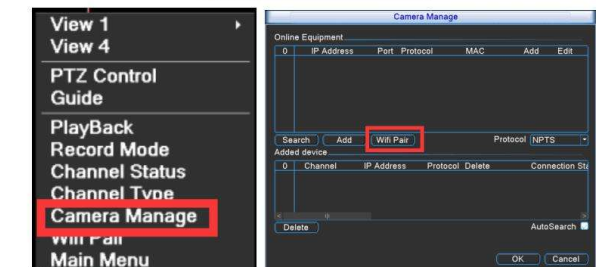 View 1
View 4
PTZ Control
Guide
PlayBack
Record Mode
Channel Status
Channel Type
Camera Manage
Wifi Pair
Main Menu
Camera Manage
Online Equipment
0 IP Address Port Protocol MAC Add Edit
Search Add Wifi Pair Protocol NPTS
Added device
0 Channel IP Address Protocol Delete Connection Sta
Delete AutoSearch
OK Cancel